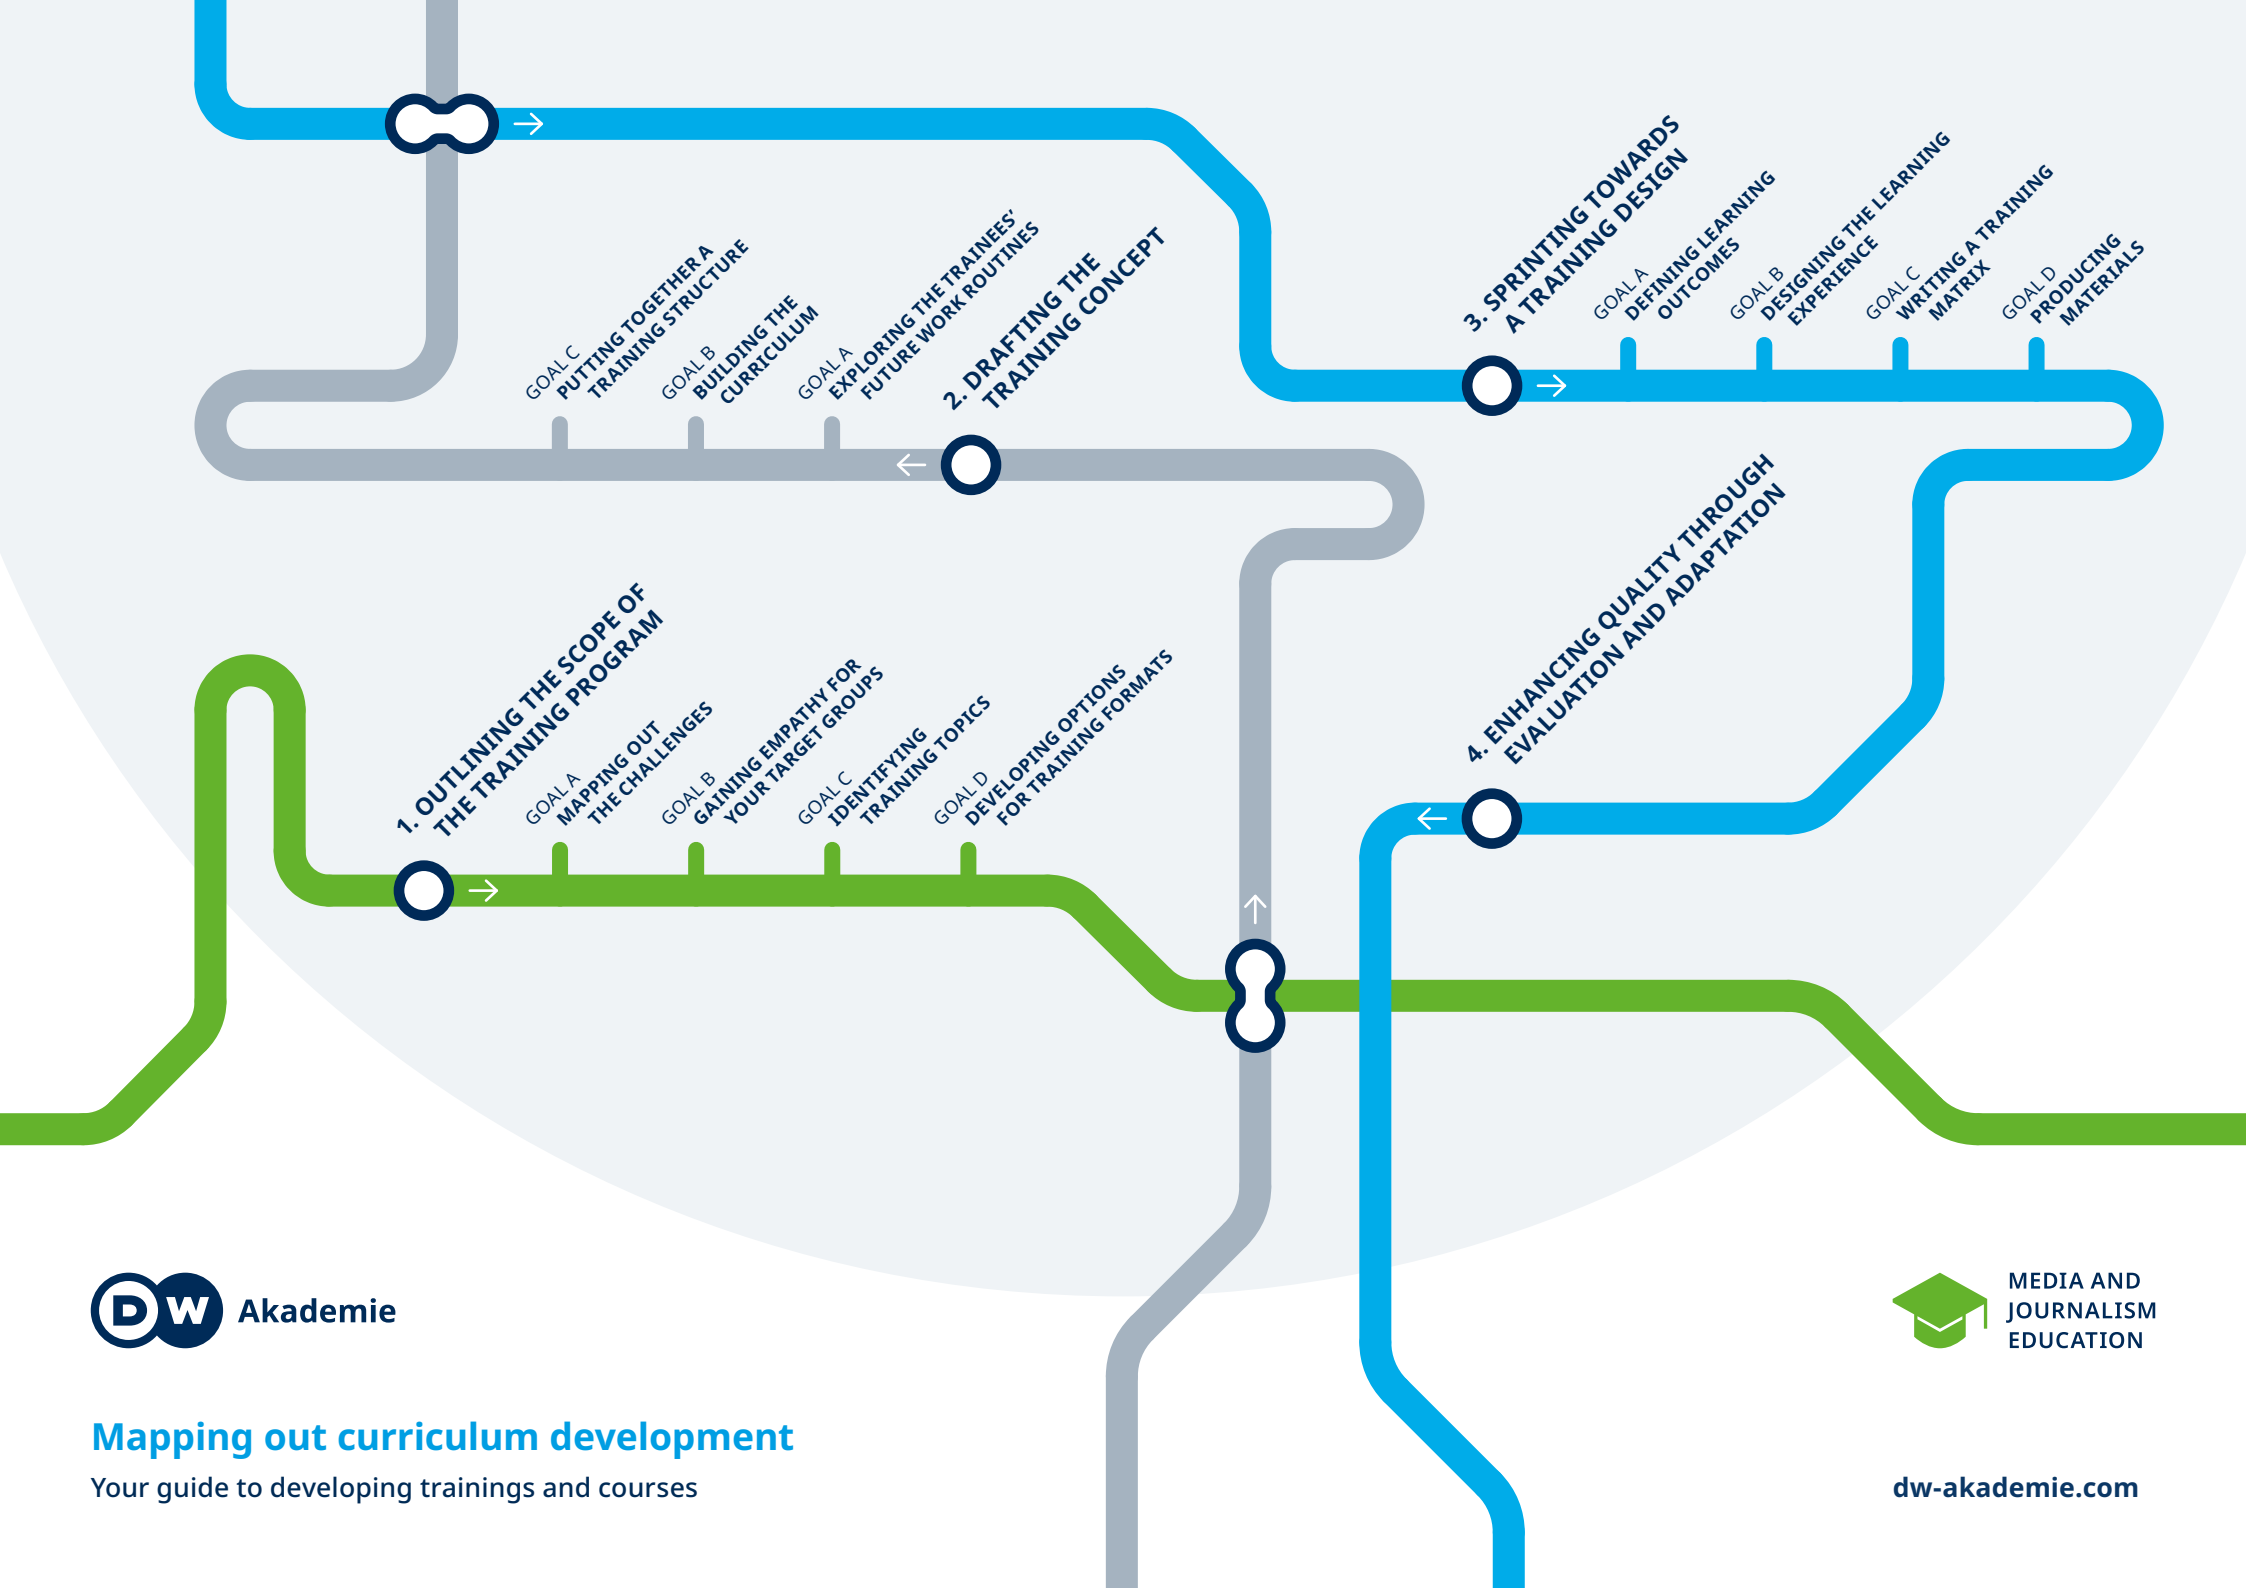 3. SPRINTING TOWARDS
A TRAINING DESIGN
GOAL A
DEFINING LEARNING
OUTCOMES
GOAL B
DESIGNING THE LEARNING
EXPERIENCE
GOAL C
WRITING A TRAINING
MATRIX
GOAL D
PRODUCING
MATERIALS
GOAL C
PUTTING TOGETHER A
TRAINING STRUCTURE
GOAL B
BUILDING THE
CURRICULUM
GOAL A
EXPLORING THE TRAINEES’
FUTURE WORK ROUTINES
2. DRAFTING THE
TRAINING CONCEPT
4. ENHANCING QUALITY THROUGH
EVALUATION AND ADAPTATION
1. OUTLINING THE SCOPE OF
THE TRAINING PROGRAM
GOAL A
MAPPING OUT
THE CHALLENGES
GOAL B
GAINING EMPATHY FOR
YOUR TARGET GROUPS
GOAL C
IDENTIFYING
TRAINING TOPICS
GOAL D
DEVELOPING OPTIONS
FOR TRAINING FORMATS
DW Akademie
MEDIA AND
JOURNALISM
EDUCATION
Mapping out curriculum development
Your guide to developing trainings and courses
dw-akademie.com